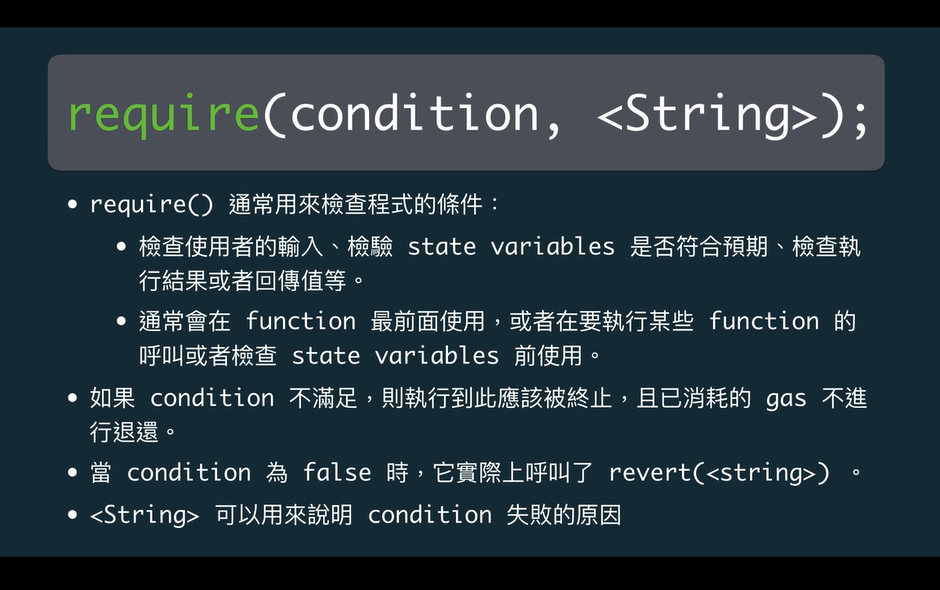 require(condition, <String>);
• require() 通常用來檢查程式的條件：
• 檢查使用者的輸入、檢驗 state variables 是否符合預期、檢查執
行結果或者回傳值等。
• 通常會在 function 最前面使用，或者在要執行某些 function 的
呼叫或者檢查 state variables 前使用。
• 如果 condition 不滿足，則執行到此應該被終止，且已消耗的 gas 不進
行退還。
• 當 condition 為 false 時，它實際上呼叫了 revert(<string>) 。
• <String> 可以用來說明 condition 失敗的原因